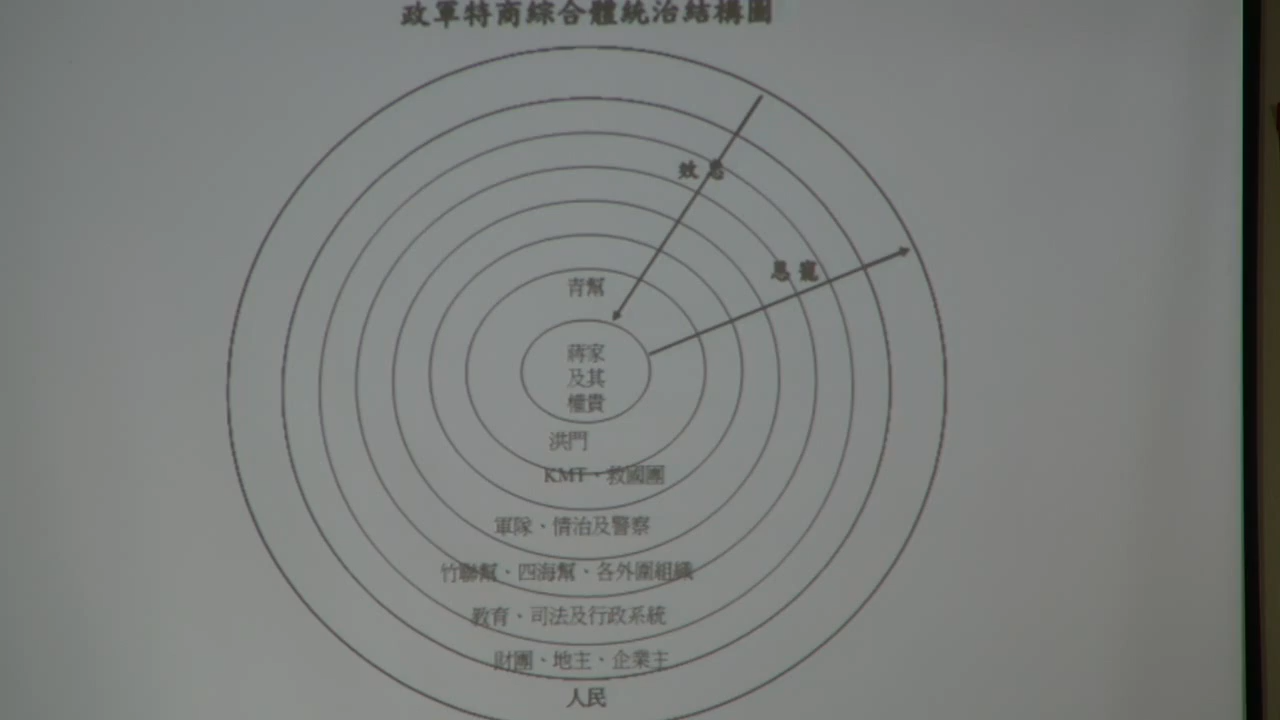 政軍特商綜合體統治結構圖
效忠
恩寵
青幫
蔣家
及其
權貴
洪門
KMT、救國團
軍隊、情治及警察
竹聯幫、四海幫、各外圍組織
教育、司法及行政系統
財團、地主、企業主
人民